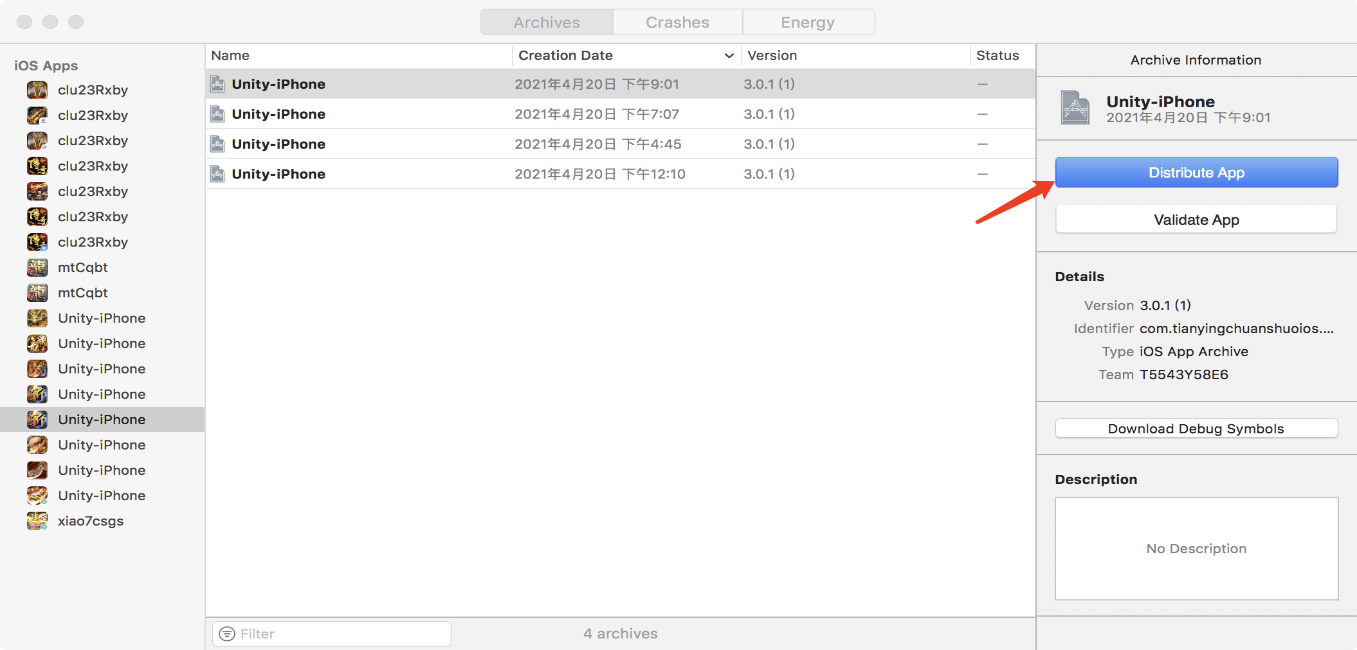 Archives Crashes Energy
iOS Apps
clu23Rxby
clu23Rxby
clu23Rxby
clu23Rxby
clu23Rxby
clu23Rxby
clu23Rxby
mtCqbt
mtCqbt
Unity-iPhone
Unity-iPhone
Unity-iPhone
Unity-iPhone
Unity-iPhone
Unity-iPhone
Unity-iPhone
Unity-iPhone
xiao7csgs
Name Creation Date Version Status
Unity-iPhone 2021年4月20日 下午9:01 3.0.1 (1) —
Unity-iPhone 2021年4月20日 下午7:07 3.0.1 (1) —
Unity-iPhone 2021年4月20日 下午4:45 3.0.1 (1) —
Unity-iPhone 2021年4月20日 下午12:10 3.0.1 (1) —
Filter 4 archives
Archive Information
Unity-iPhone
2021年4月20日 下午9:01
Distribute App
Validate App
Details
Version 3.0.1 (1)
Identifier com.tianyingchuanshuoios....
Type iOS App Archive
Team T5543Y58E6
Download Debug Symbols
Description
No Description